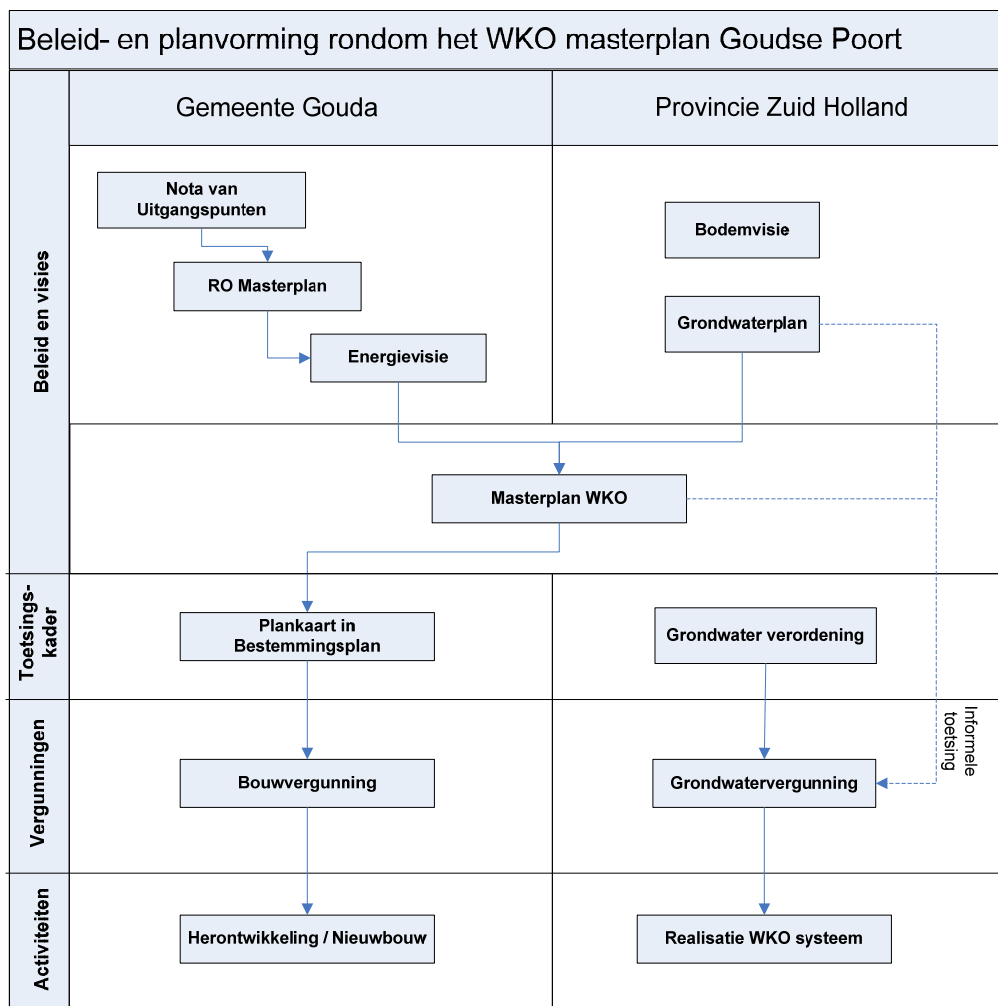 Beleid- en planvorming rondom het WKO masterplan Goudse Poort
Gemeente Gouda
Provincie Zuid Holland
Beleid en visies
Nota van
Uitgangspunten
Bodemvisie
RO Masterplan
Grondwaterplan
Energievisie
Masterplan WKO
Toetsings-
kader
Plankaart in
Bestemmingsplan
Grondwater verordening
Informele
toetsing
Vergunningen
Bouwvergunning
Grondwatervergunning
Activiteiten
Herontwikkeling / Nieuwbouw
Realisatie WKO systeem